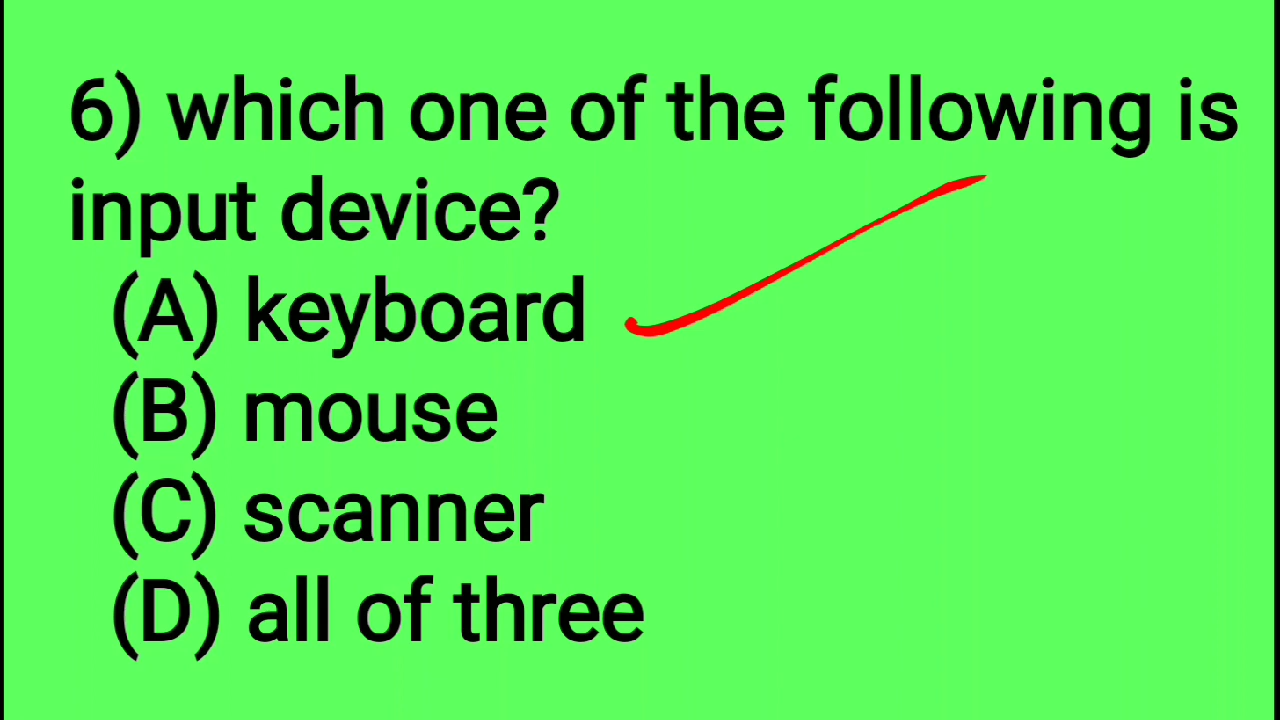 6) which one of the following is
input device?
(A) keyboard
(B) mouse
(C) scanner
(D) all of three